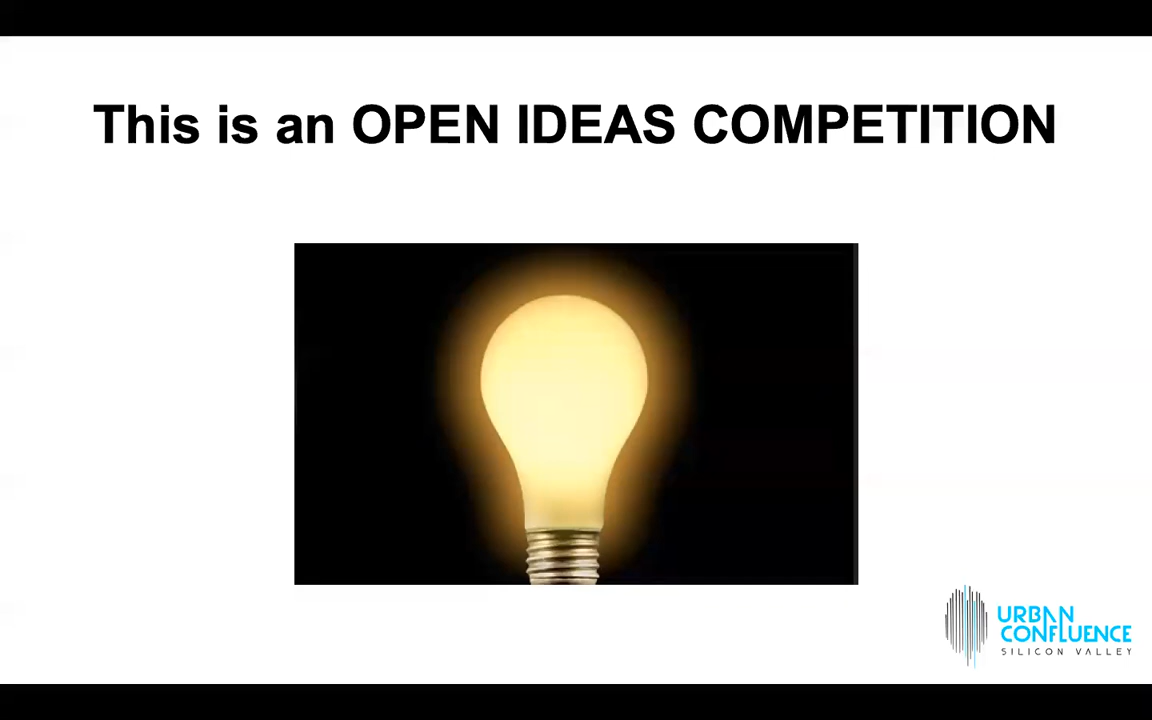 This is an OPEN IDEAS COMPETITION
URBAN
CONFLUENCE
SILICON VALLEY